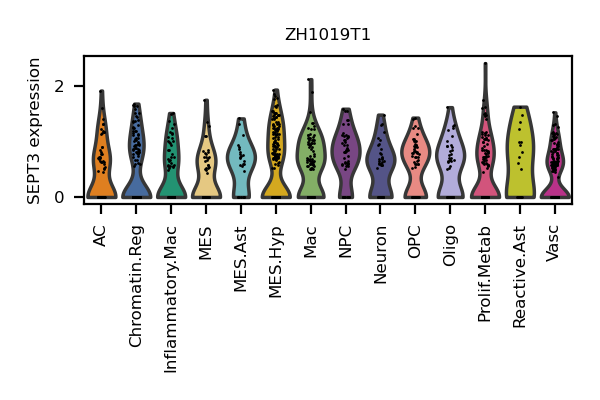 ZH1019T1
SEPT3 expression
2
0
AC
Chromatin.Reg
Inflammatory.Mac
MES
MES.Ast
MES.Hyp
Mac
NPC
Neuron
OPC
Oligo
Prolif.Metab
Reactive.Ast
Vasc